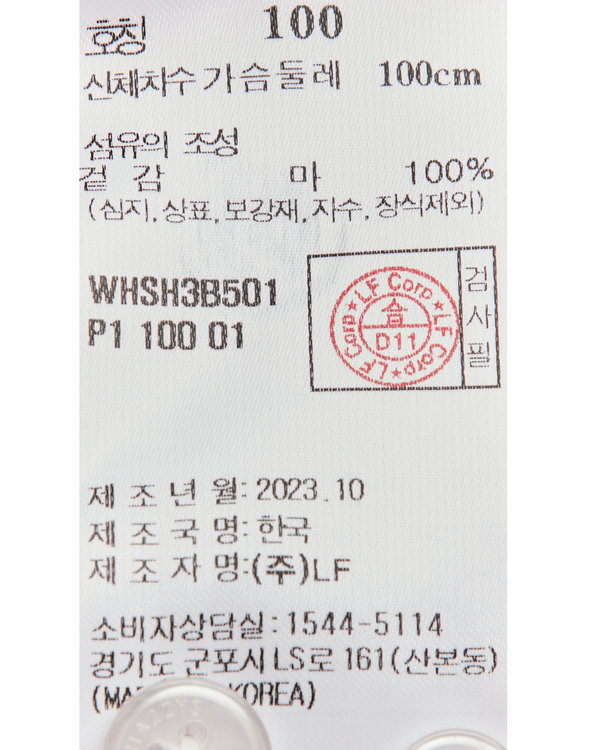 호칭 100
신체치수 가슴둘레 100cm
섬유의 조성
겉 감 마 100%
(심지, 상표, 보강재, 자수, 장식제외)
WHSH3B501
P1 100 01
LF Corp★LF Corp★LF Corp★
合
D11
검사필
제 조 년 월: 2023.10
제 조 국 명: 한국
제 조 자 명:(주)LF
소비자상담실: 1544-5114
경기도 군포시 LS로 161(산본동)
KOREA)